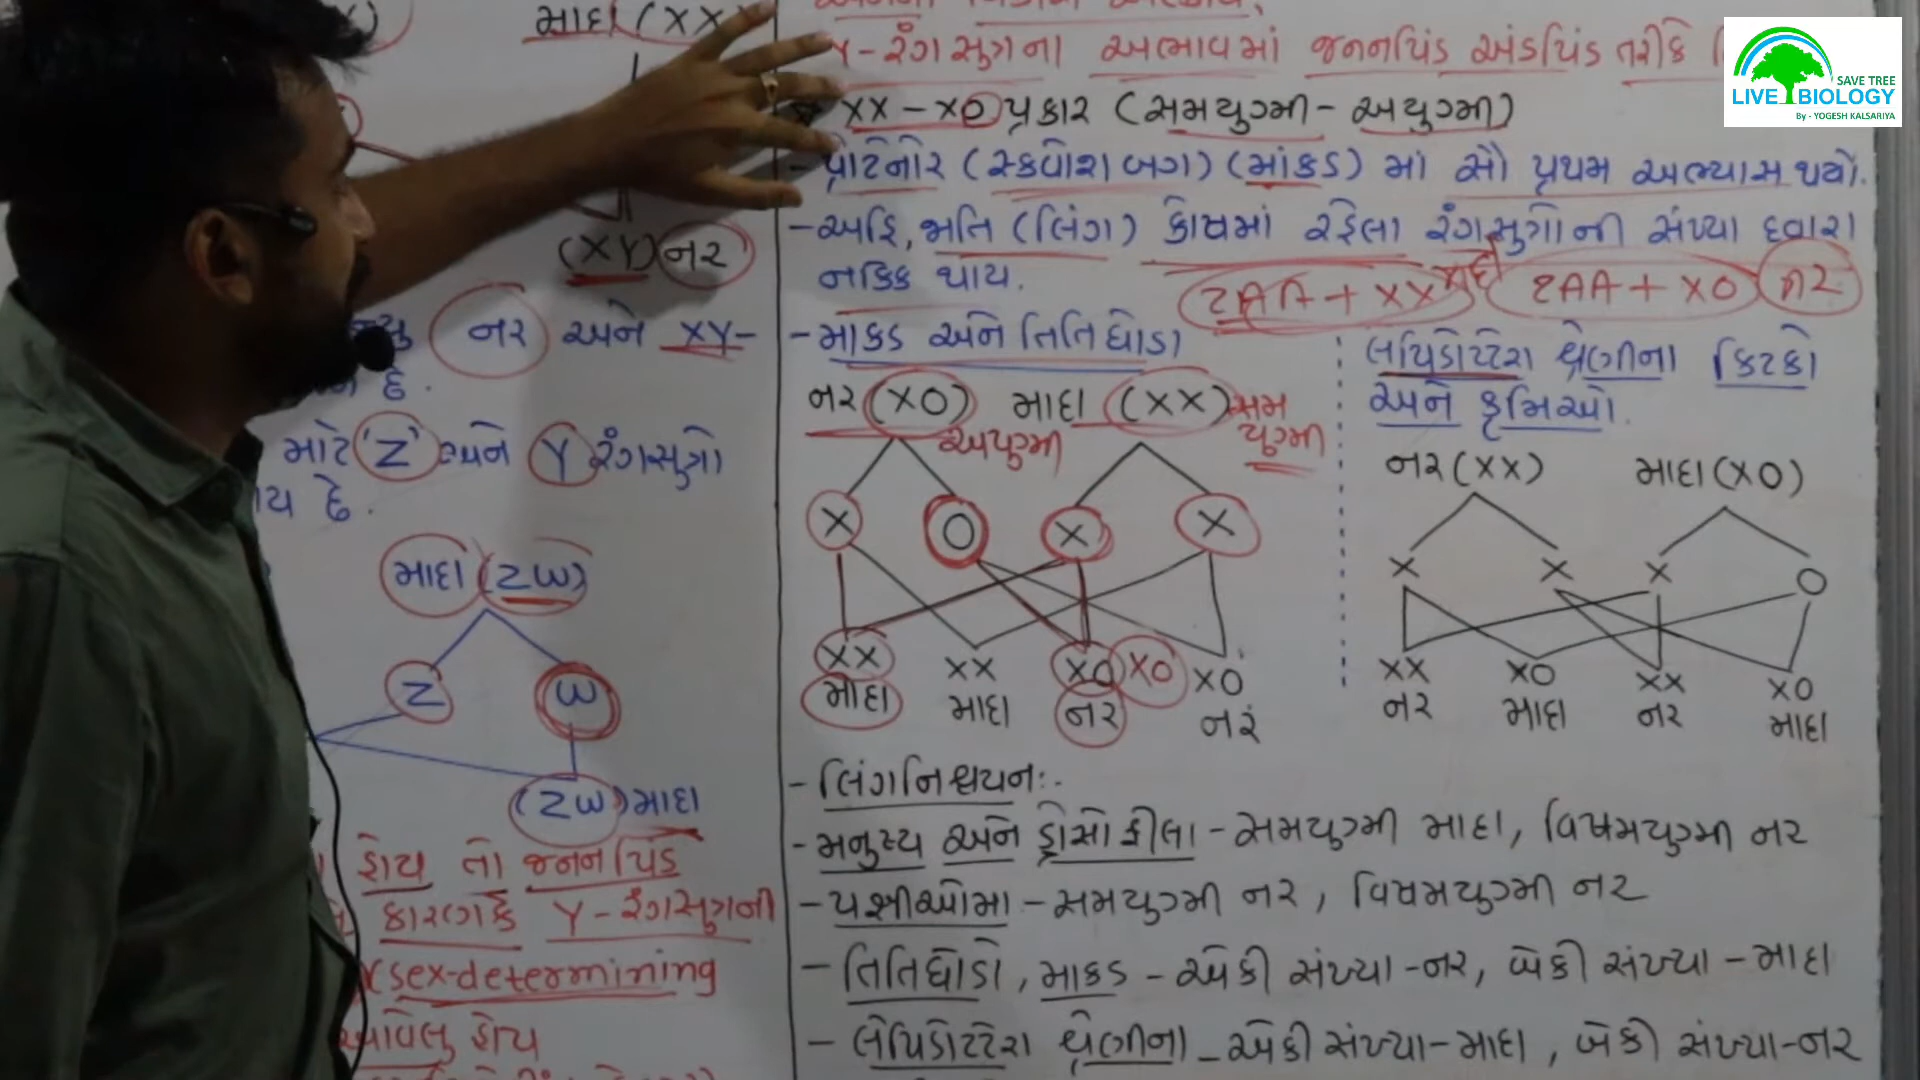 માદા (XX
(XY) નર
નર અને XY-
છે.
માટે 'Z' અને Y રંગસુત્રો
ય છે.
માદા (ZW)
Z W
(ZW) માદા
હોય તો જનનપિંડ
કારણકે Y-રંગસુત્રની
(sex-determining
આવેલુ હોય
Y-રંગસુત્રના અભાવમાં જનનપિંડ અંડપિંડ તરીકે
XX-XO પ્રકાર (સમયુગ્મી-અયુગ્મી)
- પ્રોટેનોર (સ્કવોશ બગ) (માંકડ) માં સૌ પ્રથમ અભ્યાસ થયો.
- અહિ, જાતિ (લિંગ) કોષમાં રહેલા રંગસુત્રોની સંખ્યા દ્વારા
નકિક થાય.
2AA+XX માદા 2AA+XO નર
- માકડ અને તિતિઘોડા
નર (XO) માદા (XX) સમ
અયુગ્મી યુગ્મી
X O X X
XX XX XO XO XO
માદા માદા નર નર
લેપિડોપ્ટેરા શ્રેણીના કિટકો
અને કૃમિઓ.
નર (XX) માદા (XO)
X X X O
XX XO XX XO
નર માદા નર માદા
- લિંગનિશ્ચયન:-
- મનુષ્ય અને ડ્રોસોફીલા - સમયુગ્મી માદા, વિષમયુગ્મી નર
- પક્ષીઓમા - સમયુગ્મી નર, વિષમયુગ્મી નર
- તિતિઘોડો, માકડ - એકી સંખ્યા - નર, બેકી સંખ્યા - માદા
- લેપિડોટેરા શ્રેણીના - એકી સંખ્યા - માદા, બેકી સંખ્યા - નર
SAVE TREE
LIVE BIOLOGY
By - YOGESH KALSARIYA